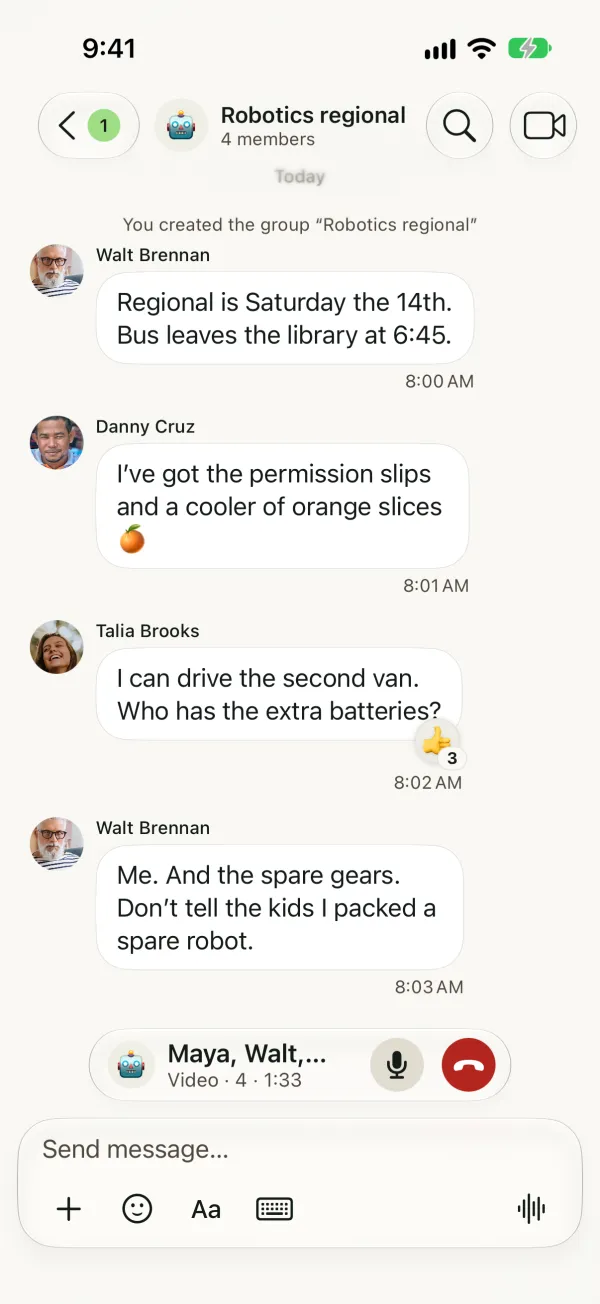 9:41
1
Robotics regional
4 members
Today
You created the group “Robotics regional”
Walt Brennan
Regional is Saturday the 14th.
Bus leaves the library at 6:45.
8:00 AM
Danny Cruz
I’ve got the permission slips
and a cooler of orange slices
🍊
8:01 AM
Talia Brooks
I can drive the second van.
Who has the extra batteries?
👍 3
8:02 AM
Walt Brennan
Me. And the spare gears.
Don’t tell the kids I packed a
spare robot.
8:03 AM
Maya, Walt,...
Video · 4 · 1:33
Send message...
Aa